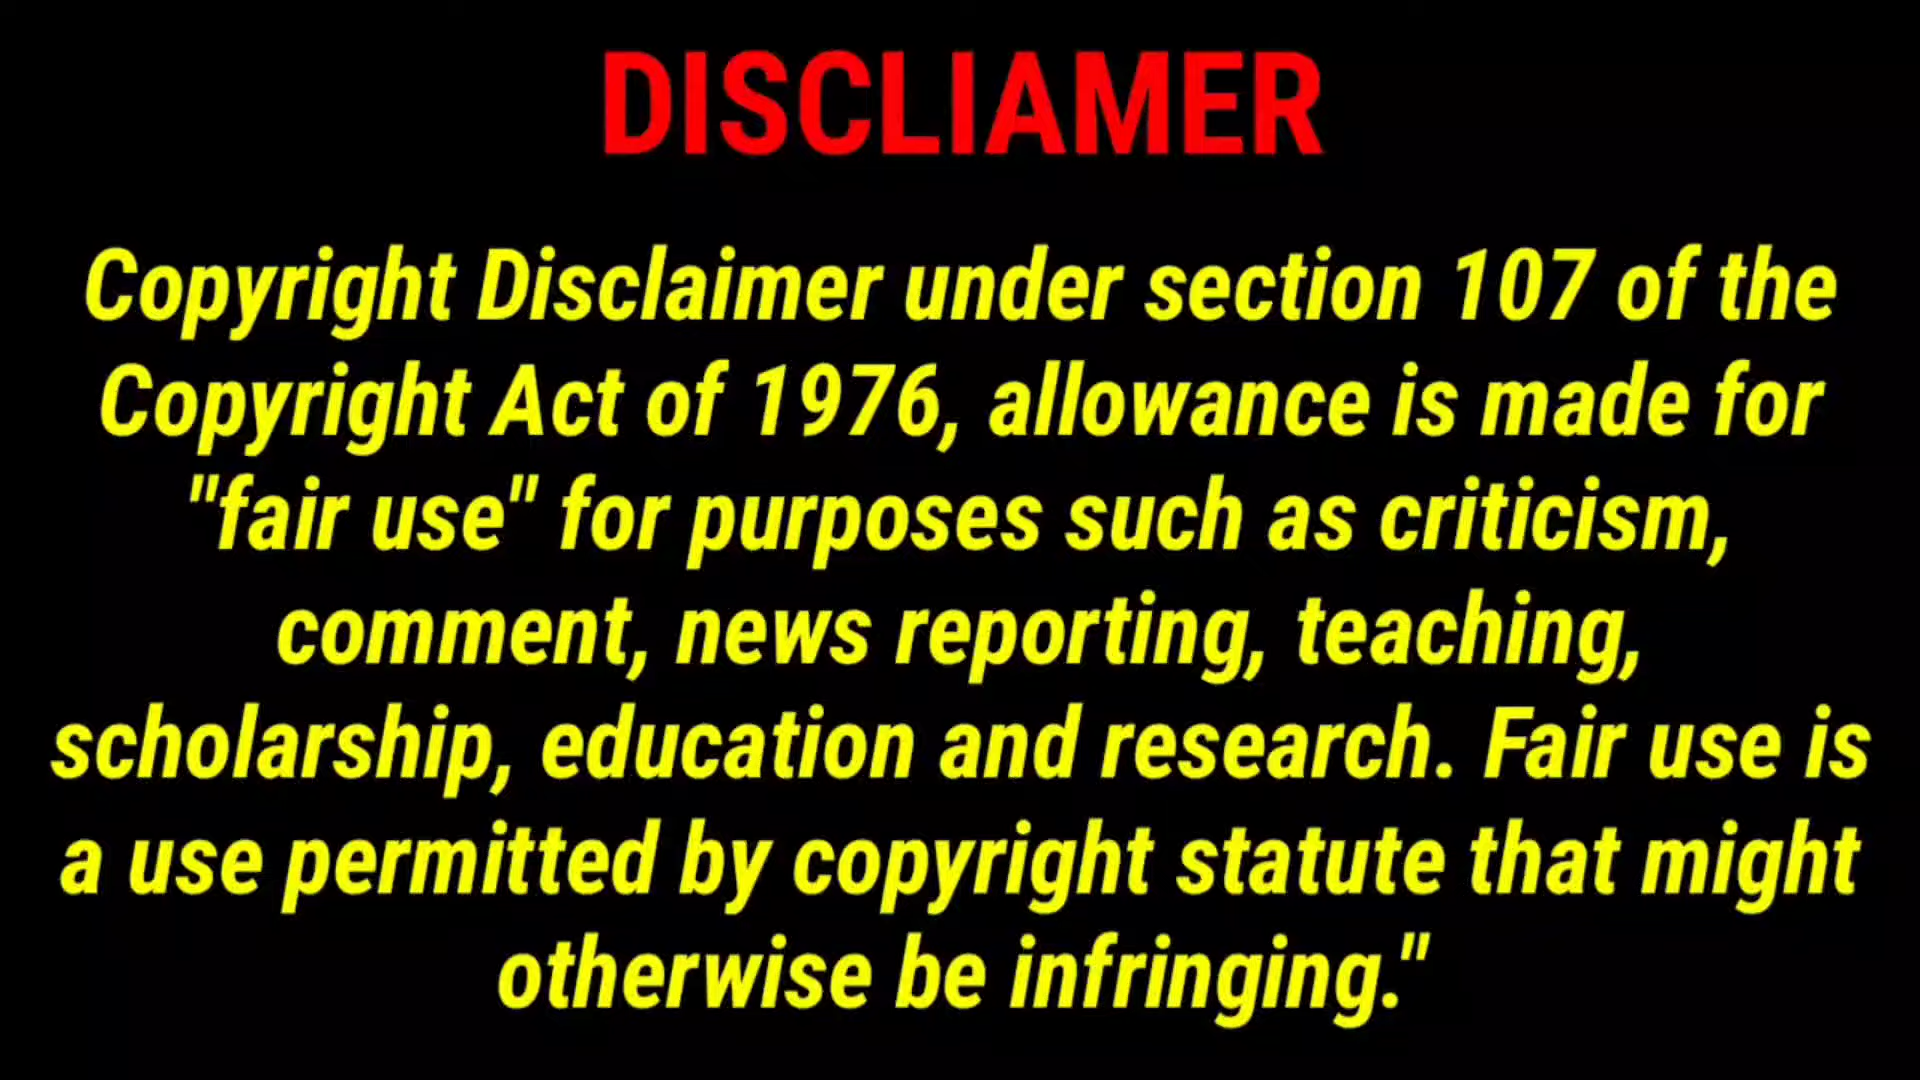 DISCLIAMER
Copyright Disclaimer under section 107 of the
Copyright Act of 1976, allowance is made for
"fair use" for purposes such as criticism,
comment, news reporting, teaching,
scholarship, education and research. Fair use is
a use permitted by copyright statute that might
otherwise be infringing."